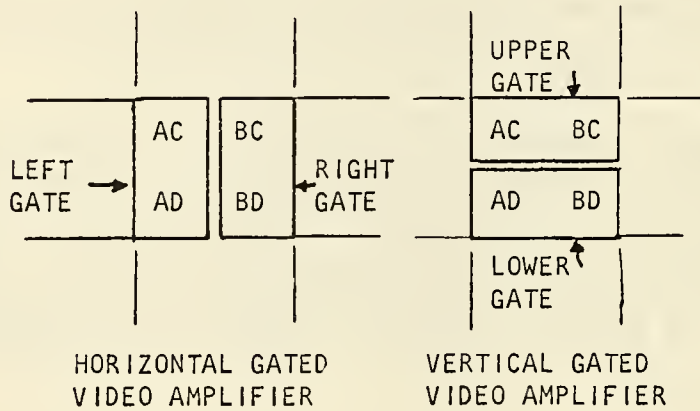 UPPER
GATE
AC BC
AD BD
LEFT
GATE
RIGHT
GATE
AC BC
AD BD
LOWER
GATE
HORIZONTAL GATED
VIDEO AMPLIFIER
VERTICAL GATED
VIDEO AMPLIFIER